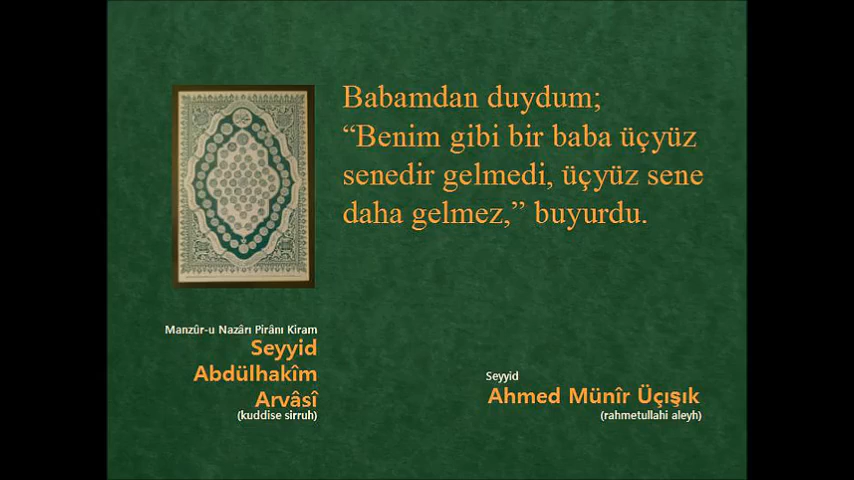 Babamdan duydum;
“Benim gibi bir baba üçyüz
senedir gelmedi, üçyüz sene
daha gelmez,” buyurdu.
Manzûr-u Nazârı Pirânı Kiram
Seyyid
Abdülhakîm
Arvâsî
(kuddise sirruh)
Seyyid
Ahmed Münîr Üçışık
(rahmetullahi aleyh)